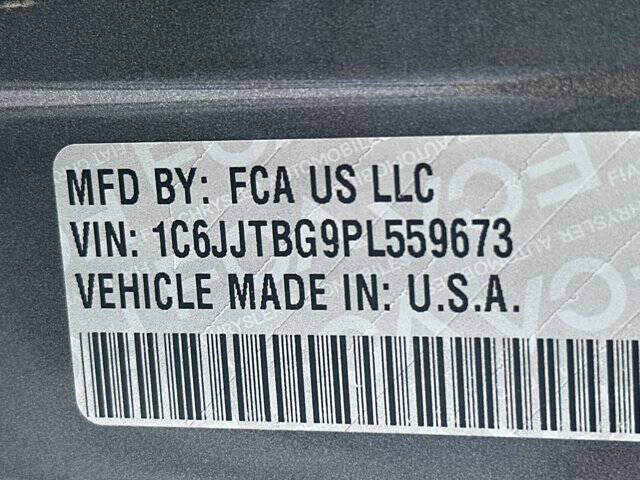 MFD BY: FCA US LLC
VIN: 1C6JJTBG9PL559673
VEHICLE MADE IN: U.S.A.